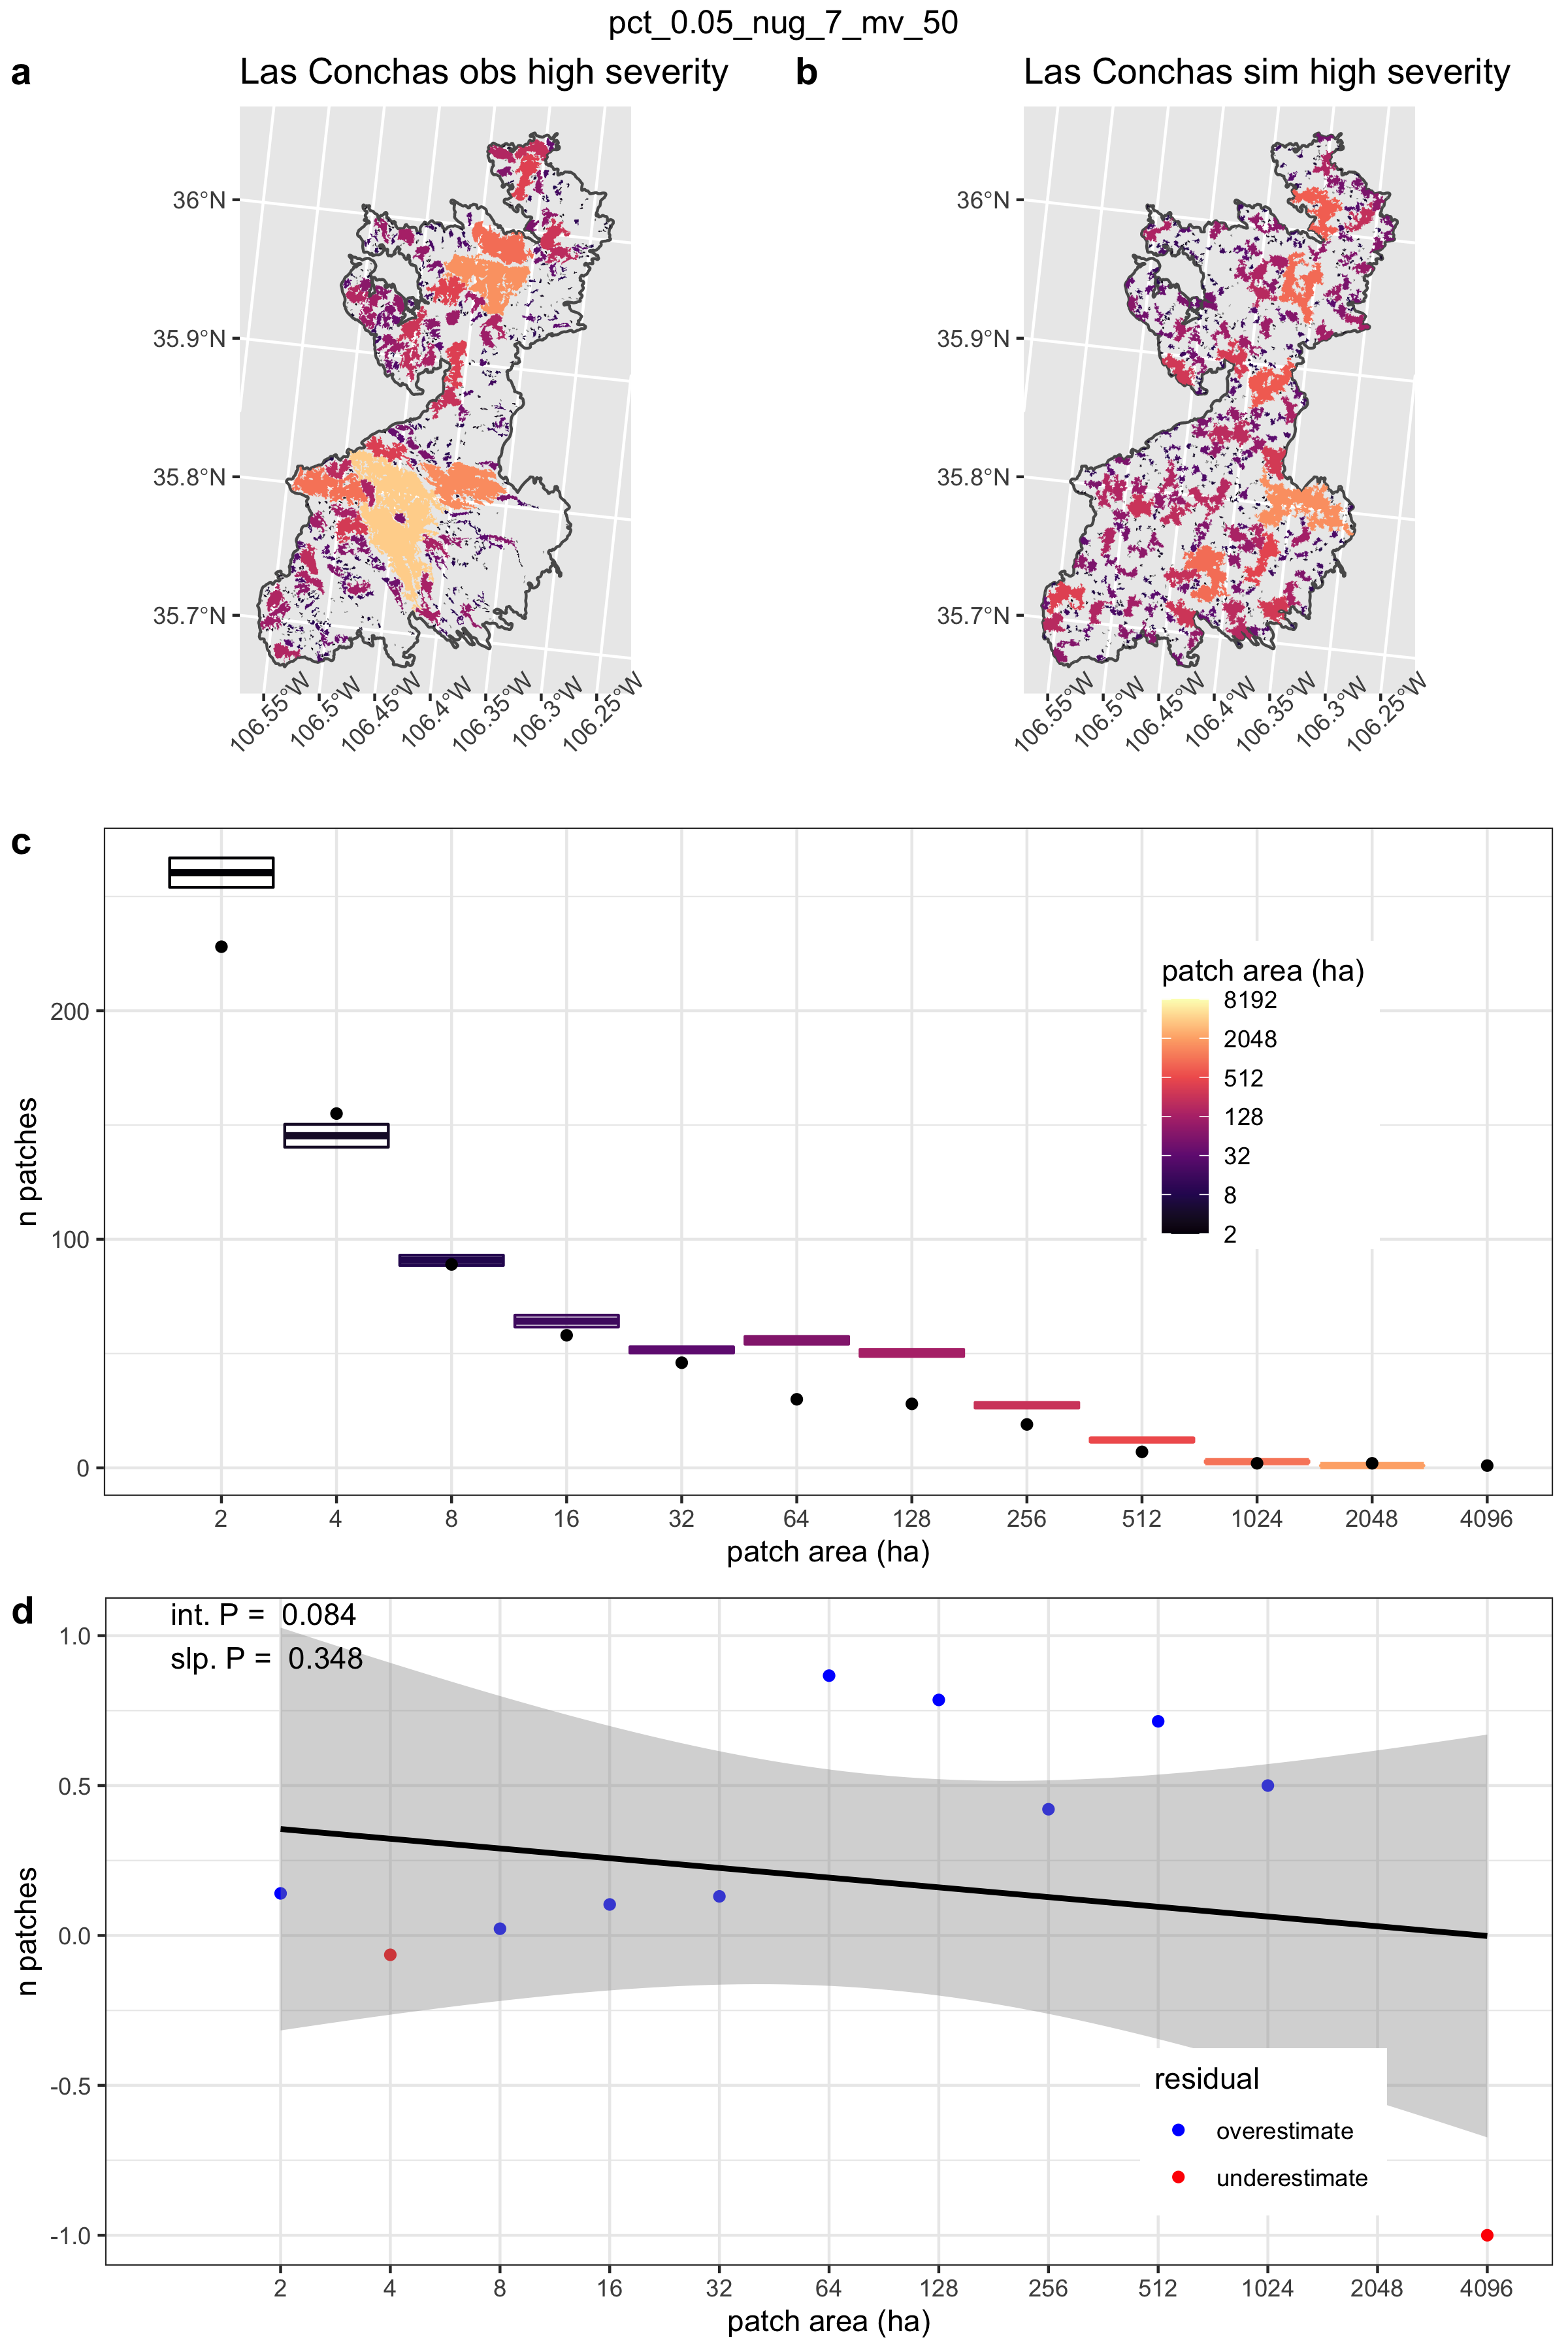 pct_0.05_nug_7_mv_50
a
Las Conchas obs high severity
b
Las Conchas sim high severity
36°N
35.9°N
35.8°N
35.7°N
106.55°W
106.5°W
106.45°W
106.4°W
106.35°W
106.3°W
106.25°W
36°N
35.9°N
35.8°N
35.7°N
106.55°W
106.5°W
106.45°W
106.4°W
106.35°W
106.3°W
106.25°W
c
n patches
200
100
0
patch area (ha)
8192
2048
512
128
32
8
2
2 4 8 16 32 64 128 256 512 1024 2048 4096
patch area (ha)
d
int. P = 0.084
slp. P = 0.348
n patches
1.0
0.5
0.0
-0.5
-1.0
residual
overestimate
underestimate
2 4 8 16 32 64 128 256 512 1024 2048 4096
patch area (ha)